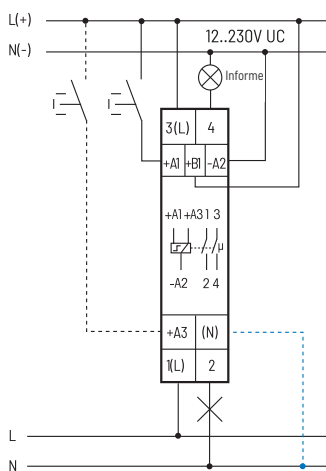 L(+)
12..230V UC
N(-)
Informe
3(L) 4
+A1 +B1 -A2
+A1 +A3 1 3
μ
-A2 2 4
+A3 (N)
1(L) 2
L
N